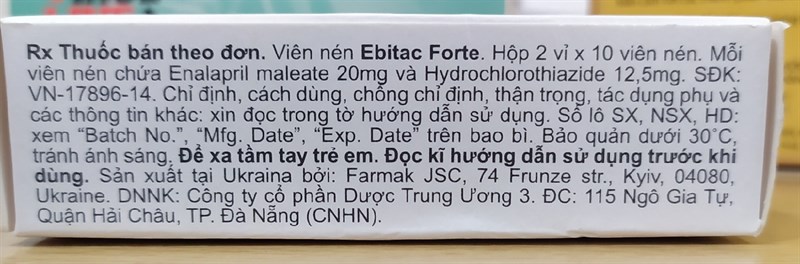 Rx Thuốc bán theo đơn. Viên nén Ebitac Forte. Hộp 2 vỉ x 10 viên nén. Mỗi
viên nén chứa Enalapril maleate 20mg và Hydrochlorothiazide 12,5mg. SĐK:
VN-17896-14. Chỉ định, cách dùng, chống chỉ định, thận trọng, tác dụng phụ và
các thông tin khác: xin đọc trong tờ hướng dẫn sử dụng. Số lô SX, NSX, HD:
xem “Batch No.”, “Mfg. Date”, “Exp. Date” trên bao bì. Bảo quản dưới 30°C,
tránh ánh sáng. Để xa tầm tay trẻ em. Đọc kĩ hướng dẫn sử dụng trước khi
dùng. Sản xuất tại Ukraina bởi: Farmak JSC, 74 Frunze str., Kyiv, 04080,
Ukraine. DNNK: Công ty cổ phần Dược Trung Ương 3. ĐC: 115 Ngô Gia Tự,
Quận Hải Châu, TP. Đà Nẵng (CNHN).